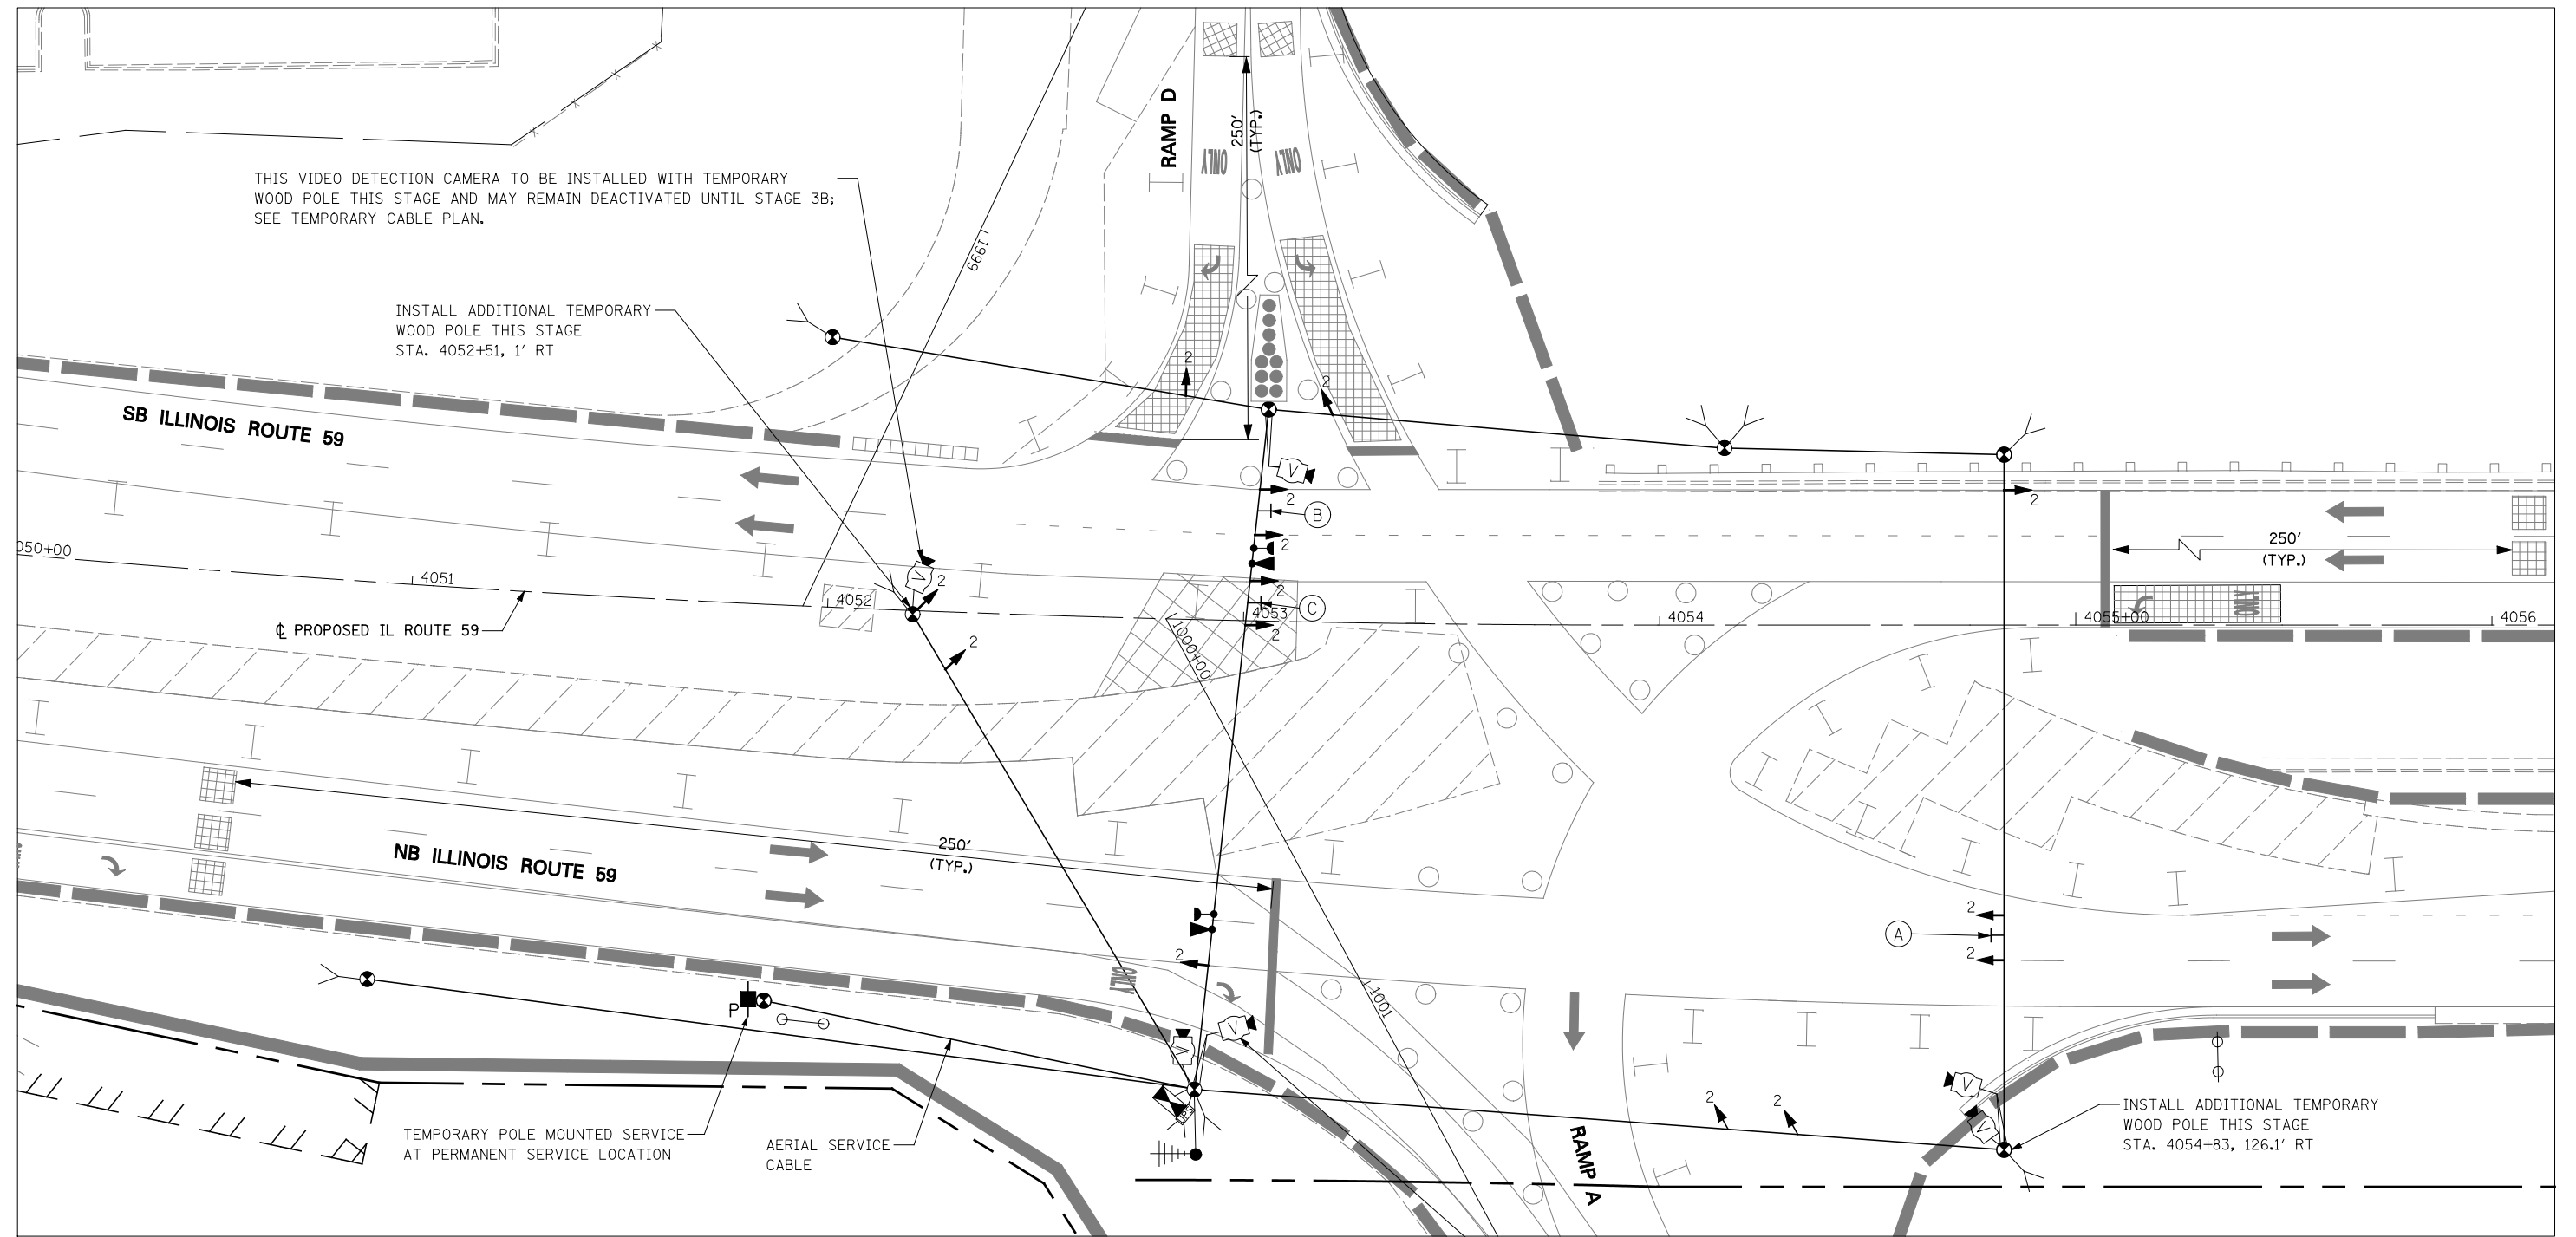 RAMP D
250'
(TYP.)
ONLY
ONLY
THIS VIDEO DETECTION CAMERA TO BE INSTALLED WITH TEMPORARY
WOOD POLE THIS STAGE AND MAY REMAIN DEACTIVATED UNTIL STAGE 3B;
SEE TEMPORARY CABLE PLAN.
1999
INSTALL ADDITIONAL TEMPORARY
WOOD POLE THIS STAGE
STA. 4052+51, 1' RT
2
2
SB ILLINOIS ROUTE 59
V
2
2
B
2
250'
(TYP.)
050+00
4051
V
2
2
4052
C
4053
2
4054
ONLY
4055+00
4056
℄ PROPOSED IL ROUTE 59
2
1000+00
NB ILLINOIS ROUTE 59
250'
(TYP.)
2
A
2
2
ONLY
1001
P
V
V
UPS
V
V
2
2
INSTALL ADDITIONAL TEMPORARY
WOOD POLE THIS STAGE
STA. 4054+83, 126.1' RT
TEMPORARY POLE MOUNTED SERVICE
AT PERMANENT SERVICE LOCATION
AERIAL SERVICE
CABLE
RAMP A